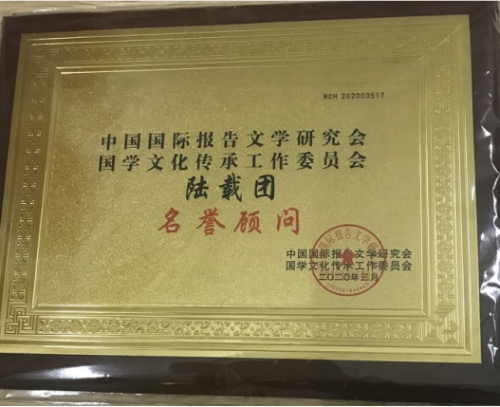 WCH 202003517
中国国际报告文学研究会
国学文化传承工作委员会
陆载团
名誉顾问
中国国际报告文学研究会
国学文化传承工作委员会
二〇二〇年三月